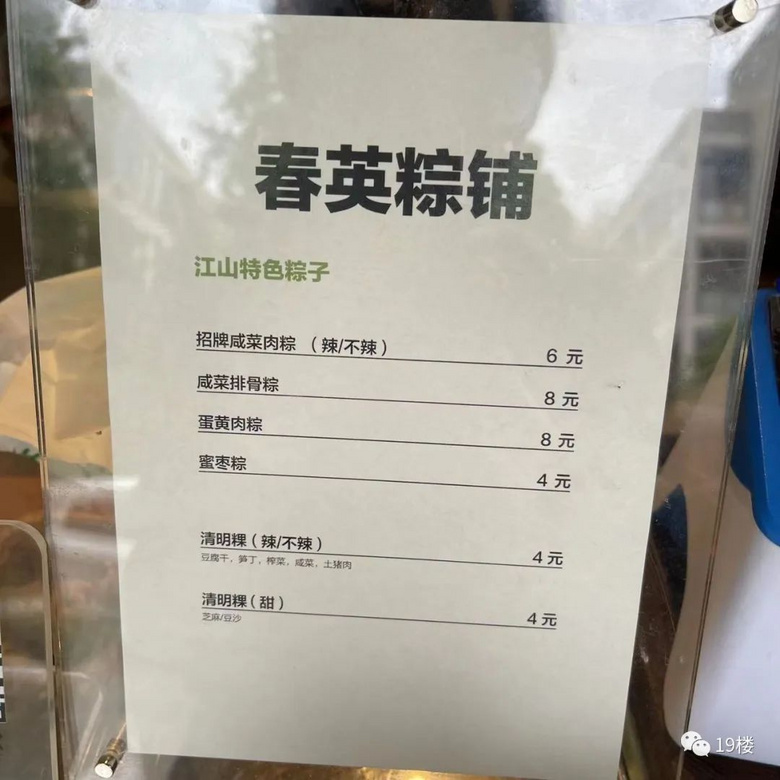 春英粽铺
江山特色粽子
招牌咸菜肉粽 （辣/不辣） 6 元
咸菜排骨粽 8 元
蛋黄肉粽 8 元
蜜枣粽 4 元
清明粿（辣/不辣） 4 元
豆腐干，笋丁，榨菜，咸菜，土猪肉
清明粿（甜） 4 元
芝麻/豆沙
19楼